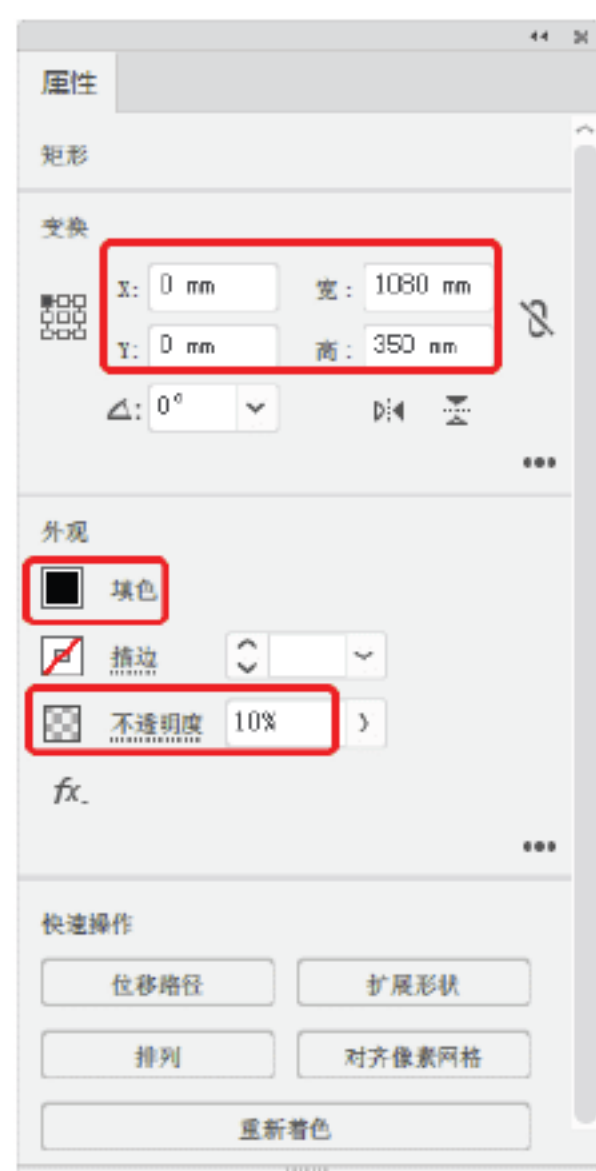 属性
矩形
变换
X: 0 mm 宽: 1080 mm
Y: 0 mm 高: 350 mm
0°
外观
填色
描边
不透明度 10%
fx
快速操作
位移路径 扩展形状
排列 对齐像素网格
重新着色